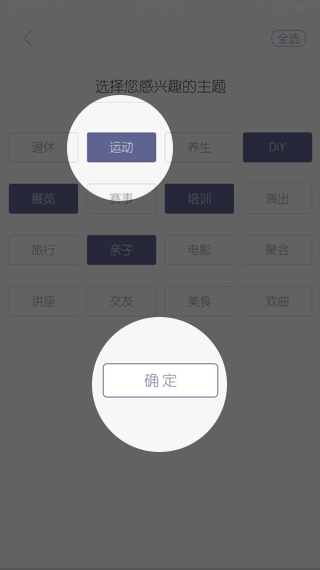 全选
选择您感兴趣的主题
退休 运动 养生 DIY
展览 赛事 培训 演出
旅行 亲子 电影 聚会
讲座 交友 美食 戏曲
确定